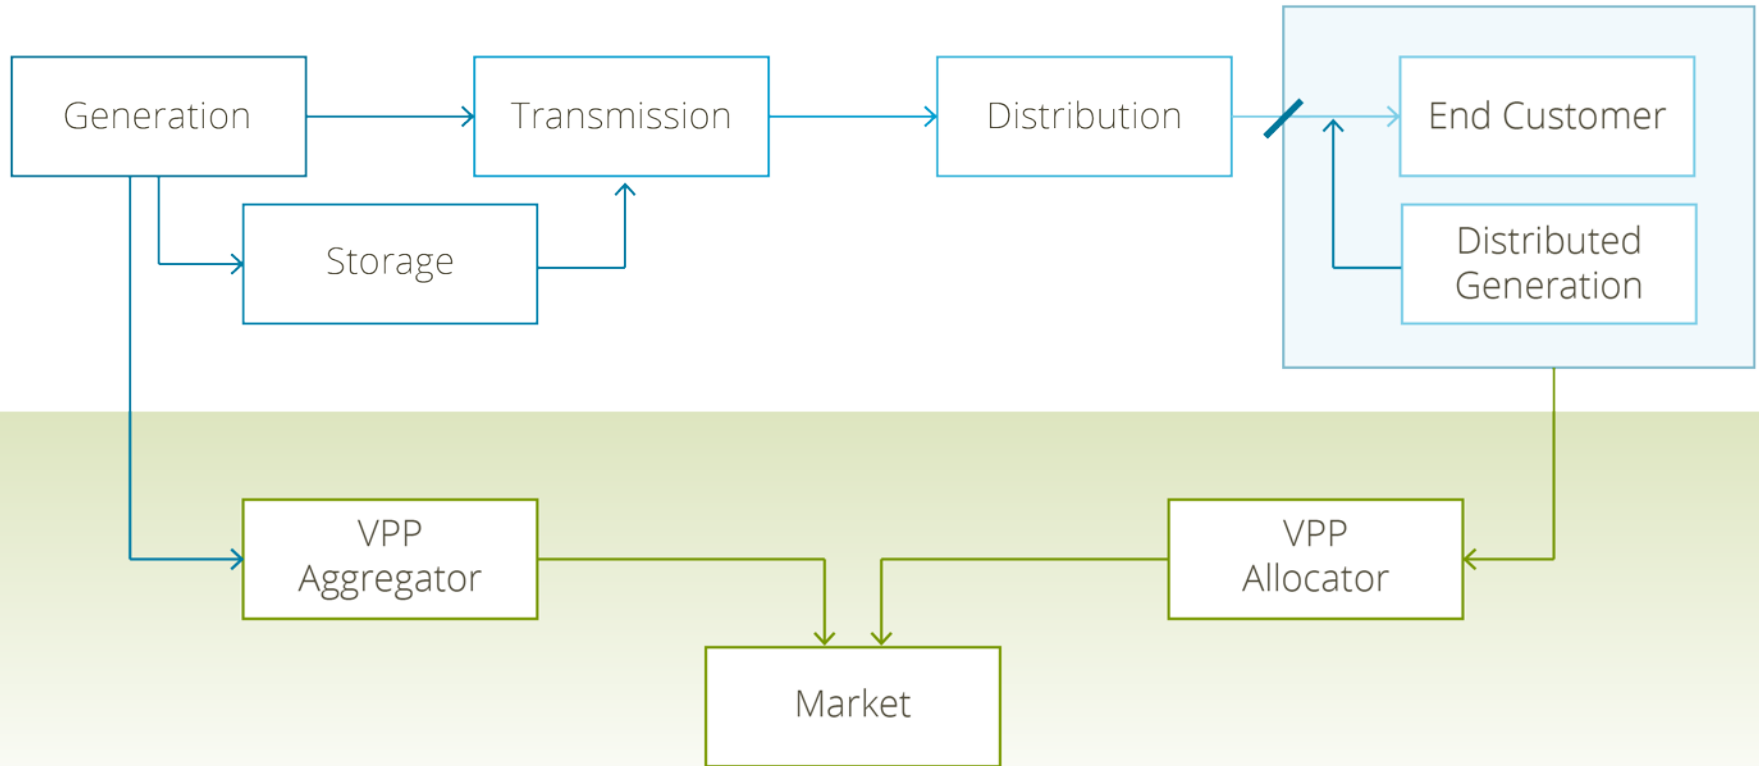 Generation
Transmission
Distribution
End Customer
Storage
Distributed
Generation
VPP
Aggregator
VPP
Allocator
Market